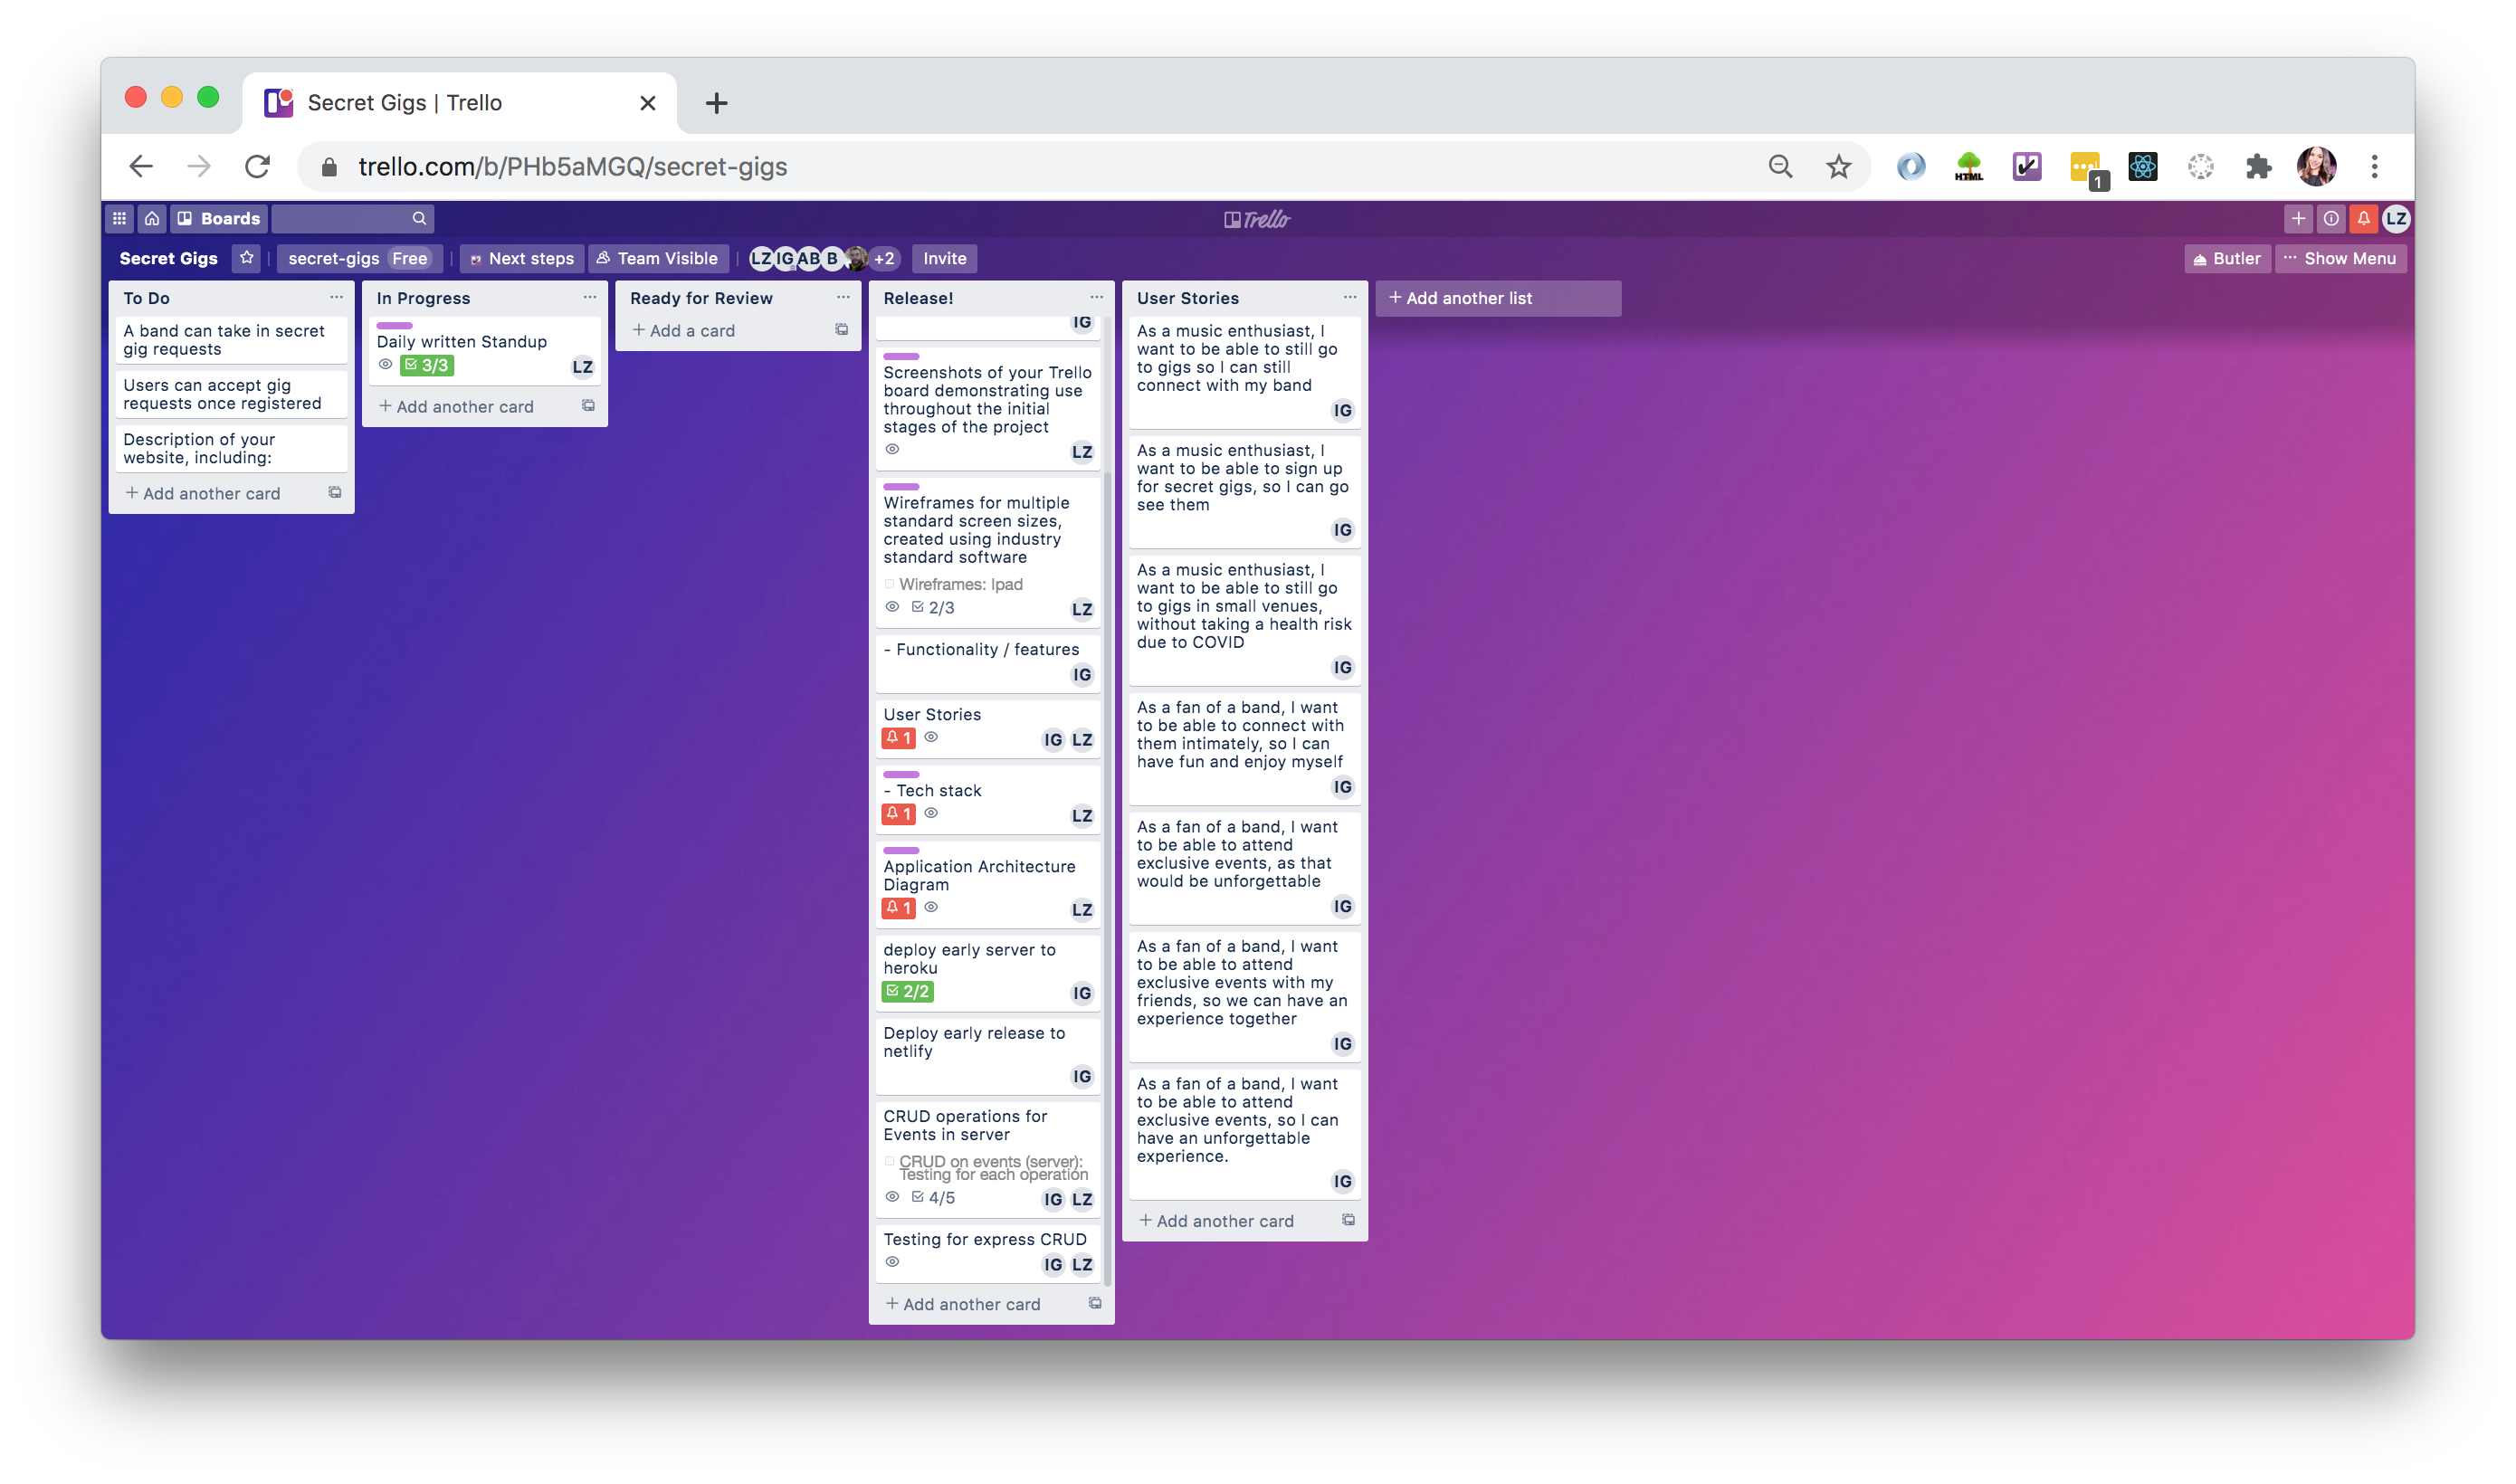 Secret Gigs | Trello
trello.com/b/PHb5aMGQ/secret-gigs
HTML
1
Boards
Trello
LZ
Secret Gigs
secret-gigs Free
Next steps
Team Visible
LZ IG AB B +2
Invite
Butler
Show Menu
To Do
A band can take in secret
gig requests
Users can accept gig
requests once registered
Description of your
website, including:
+ Add another card
In Progress
Daily written Standup
3/3
LZ
+ Add another card
Ready for Review
+ Add a card
Release!
IG
Screenshots of your Trello
board demonstrating use
throughout the initial
stages of the project
LZ
Wireframes for multiple
standard screen sizes,
created using industry
standard software
Wireframes: Ipad
2/3
LZ
- Functionality / features
IG
User Stories
1
IG LZ
- Tech stack
1
LZ
Application Architecture
Diagram
1
LZ
deploy early server to
heroku
2/2
IG
Deploy early release to
netlify
IG
CRUD operations for
Events in server
CRUD on events (server):
Testing for each operation
4/5
IG LZ
Testing for express CRUD
IG LZ
+ Add another card
User Stories
As a music enthusiast, I
want to be able to still go
to gigs so I can still
connect with my band
IG
As a music enthusiast, I
want to be able to sign up
for secret gigs, so I can go
see them
IG
As a music enthusiast, I
want to be able to still go
to gigs in small venues,
without taking a health risk
due to COVID
IG
As a fan of a band, I want
to be able to connect with
them intimately, so I can
have fun and enjoy myself
IG
As a fan of a band, I want
to be able to attend
exclusive events, as that
would be unforgettable
IG
As a fan of a band, I want
to be able to attend
exclusive events with my
friends, so we can have an
experience together
IG
As a fan of a band, I want
to be able to attend
exclusive events, so I can
have an unforgettable
experience.
IG
+ Add another card
+ Add another list